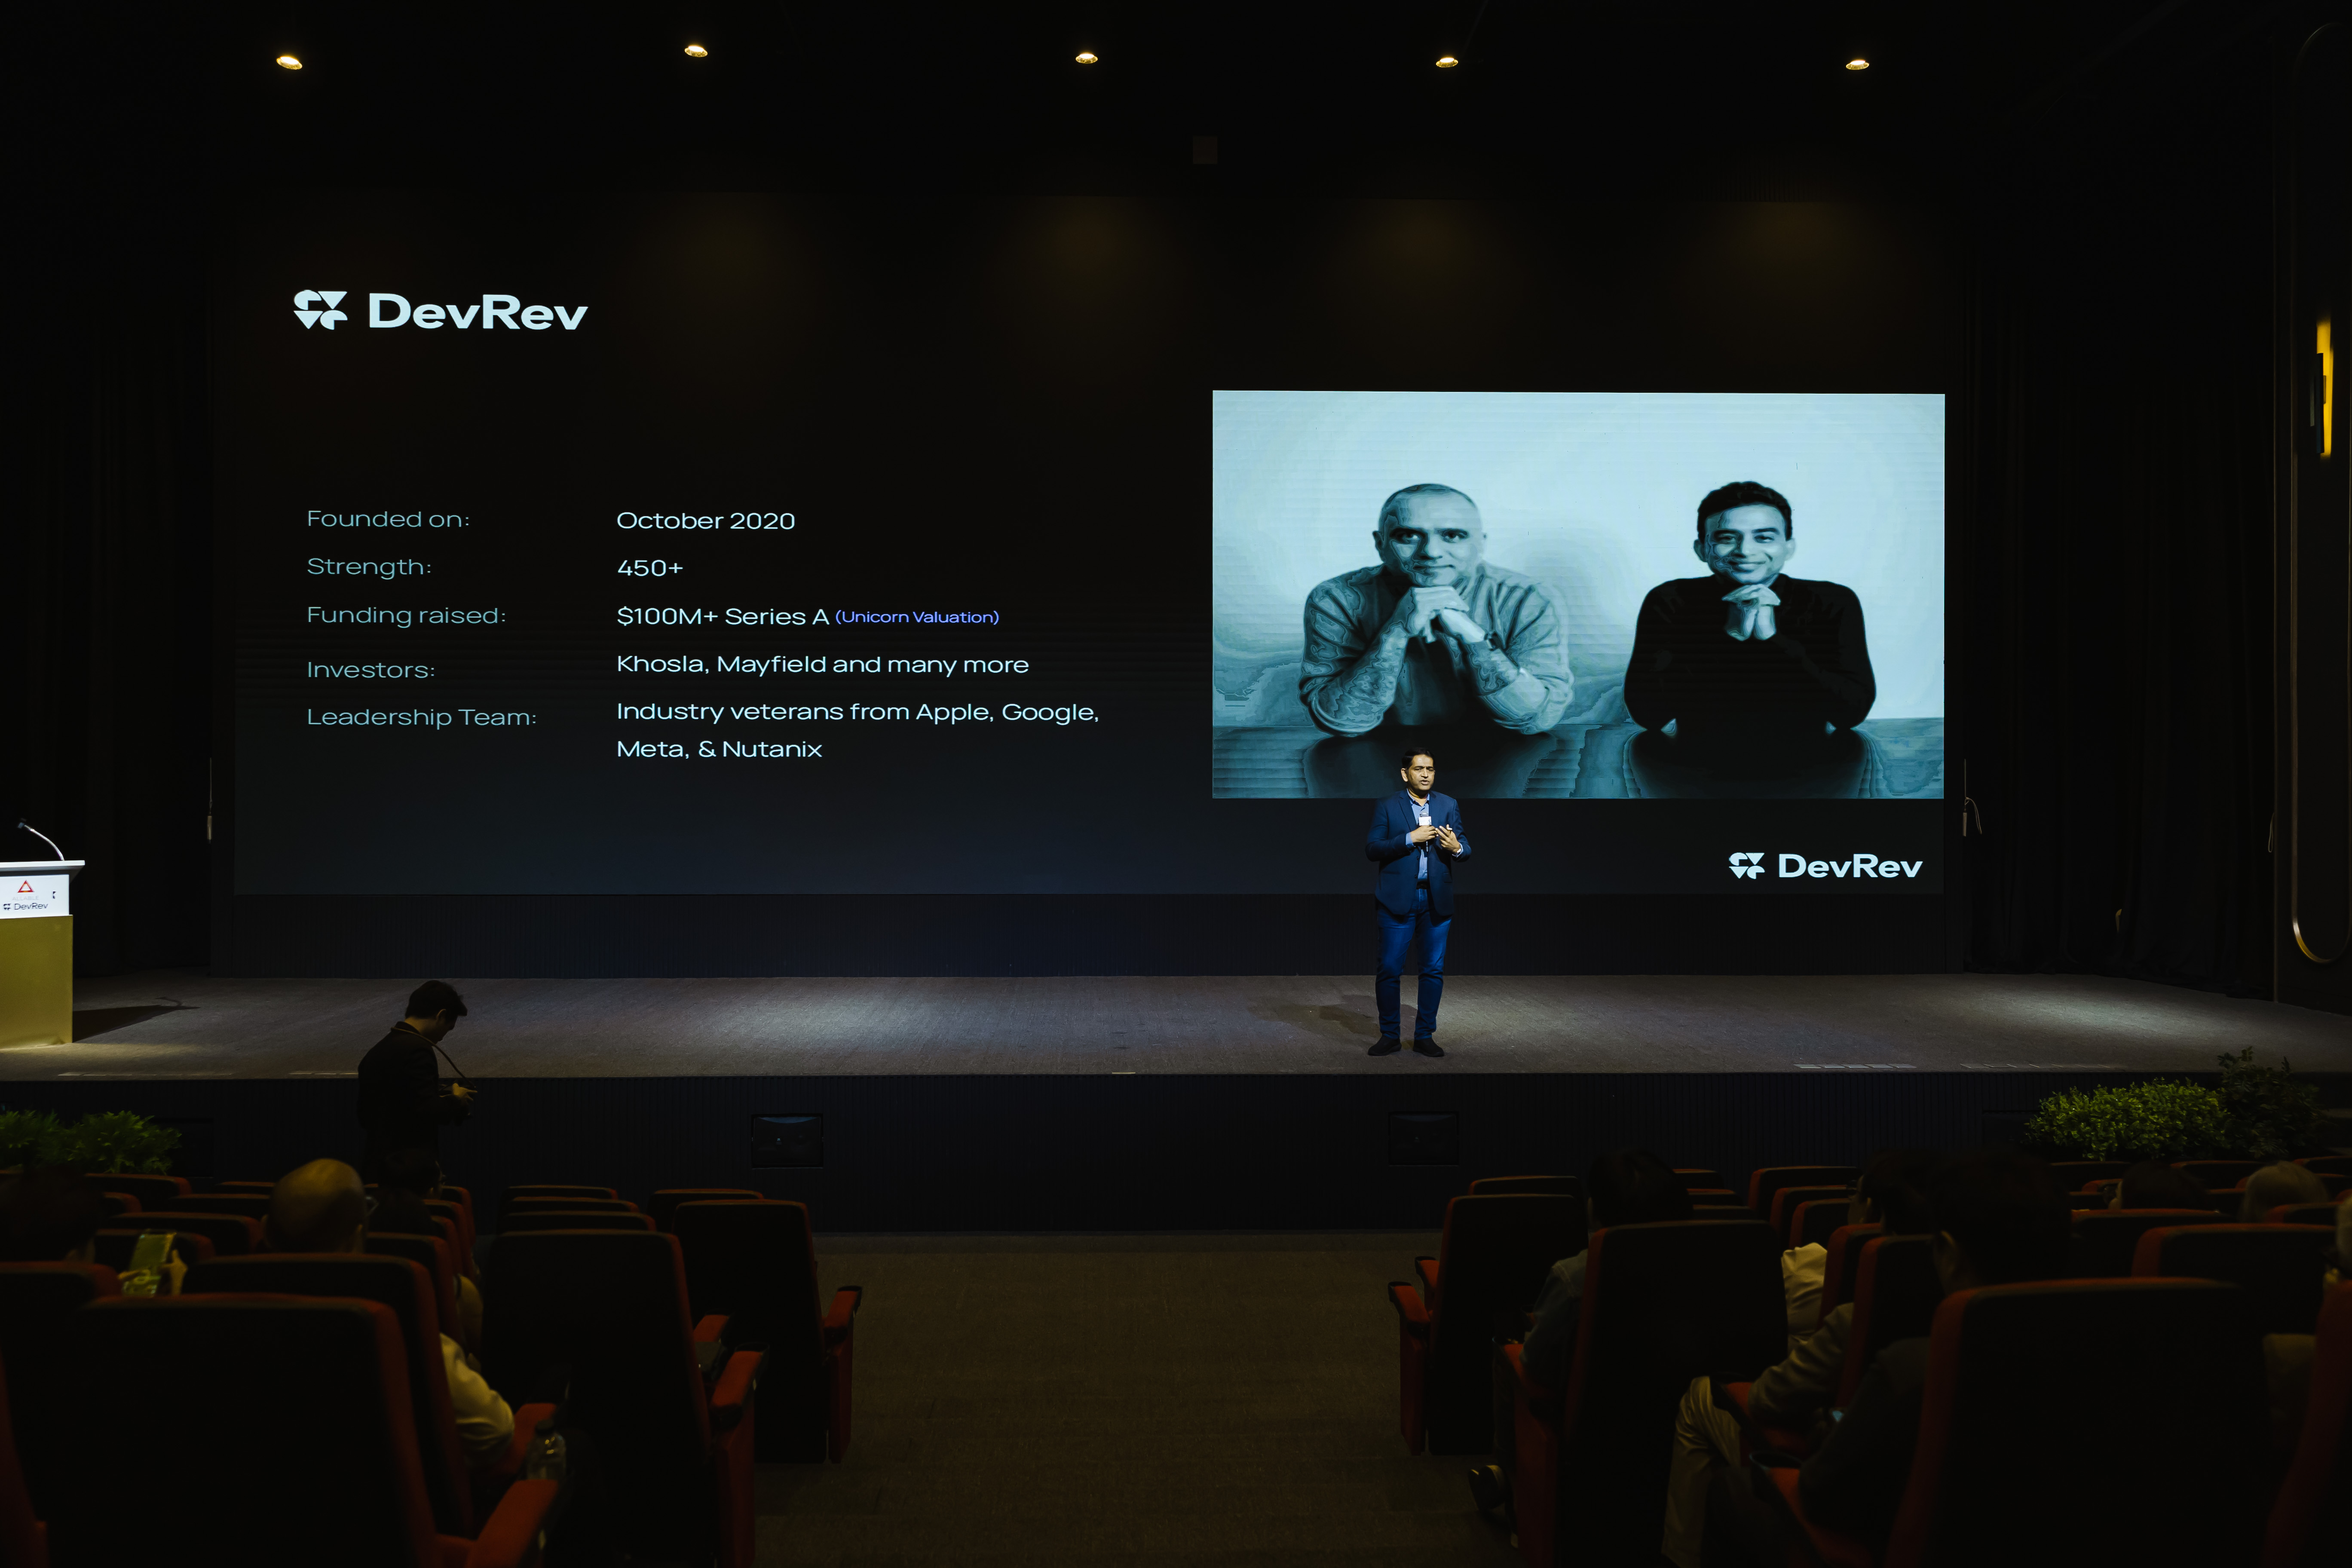 DevRev
Founded on: October 2020
Strength: 450+
Funding raised: $100M+ Series A (Unicorn Valuation)
Investors: Khosla, Mayfield and many more
Leadership Team: Industry veterans from Apple, Google,
Meta, & Nutanix
DevRev
DevRev